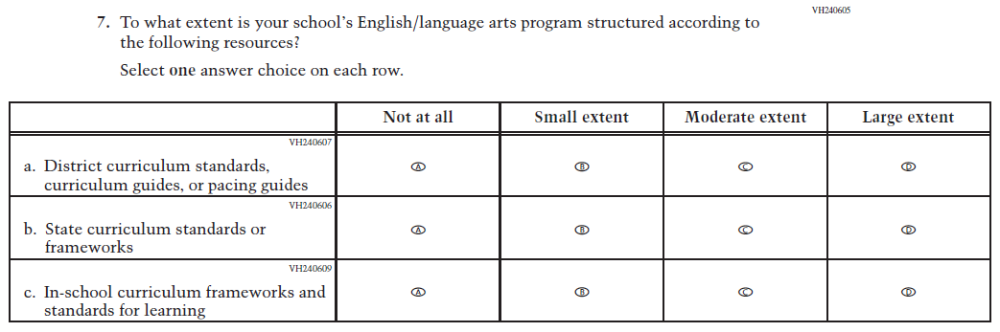 VH240605
7. To what extent is your school's English/language arts program structured according to
the following resources?
Select one answer choice on each row.
Not at all Small extent Moderate extent Large extent
VH240607
a. District curriculum standards,
curriculum guides, or pacing guides
A B C D
VH240606
b. State curriculum standards or
frameworks
A B C D
VH240609
c. In-school curriculum frameworks and
standards for learning
A B C D